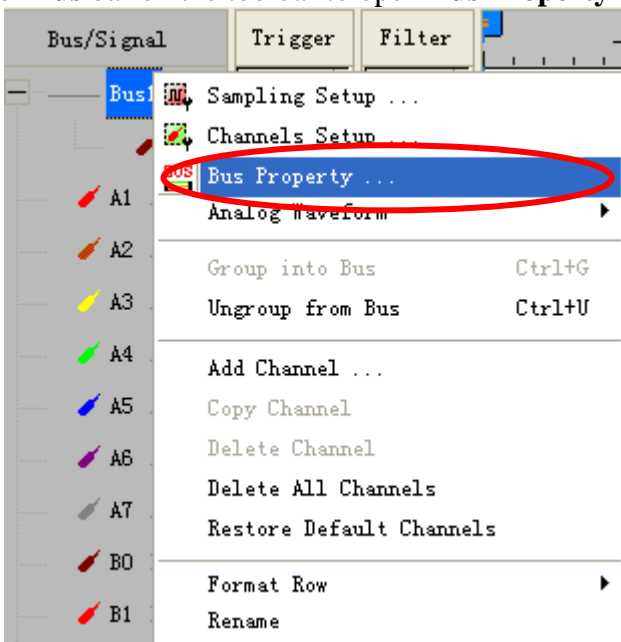 Bus/Signal Trigger Filter
Bus1
Sampling Setup ...
Channels Setup ...
BUS Bus Property ...
A1
Analog Waveform
A2
Group into Bus Ctrl+G
A3
Ungroup from Bus Ctrl+U
A4
Add Channel ...
A5
Copy Channel
A6
Delete Channel
Delete All Channels
A7
Restore Default Channels
B0
Format Row
B1
Rename